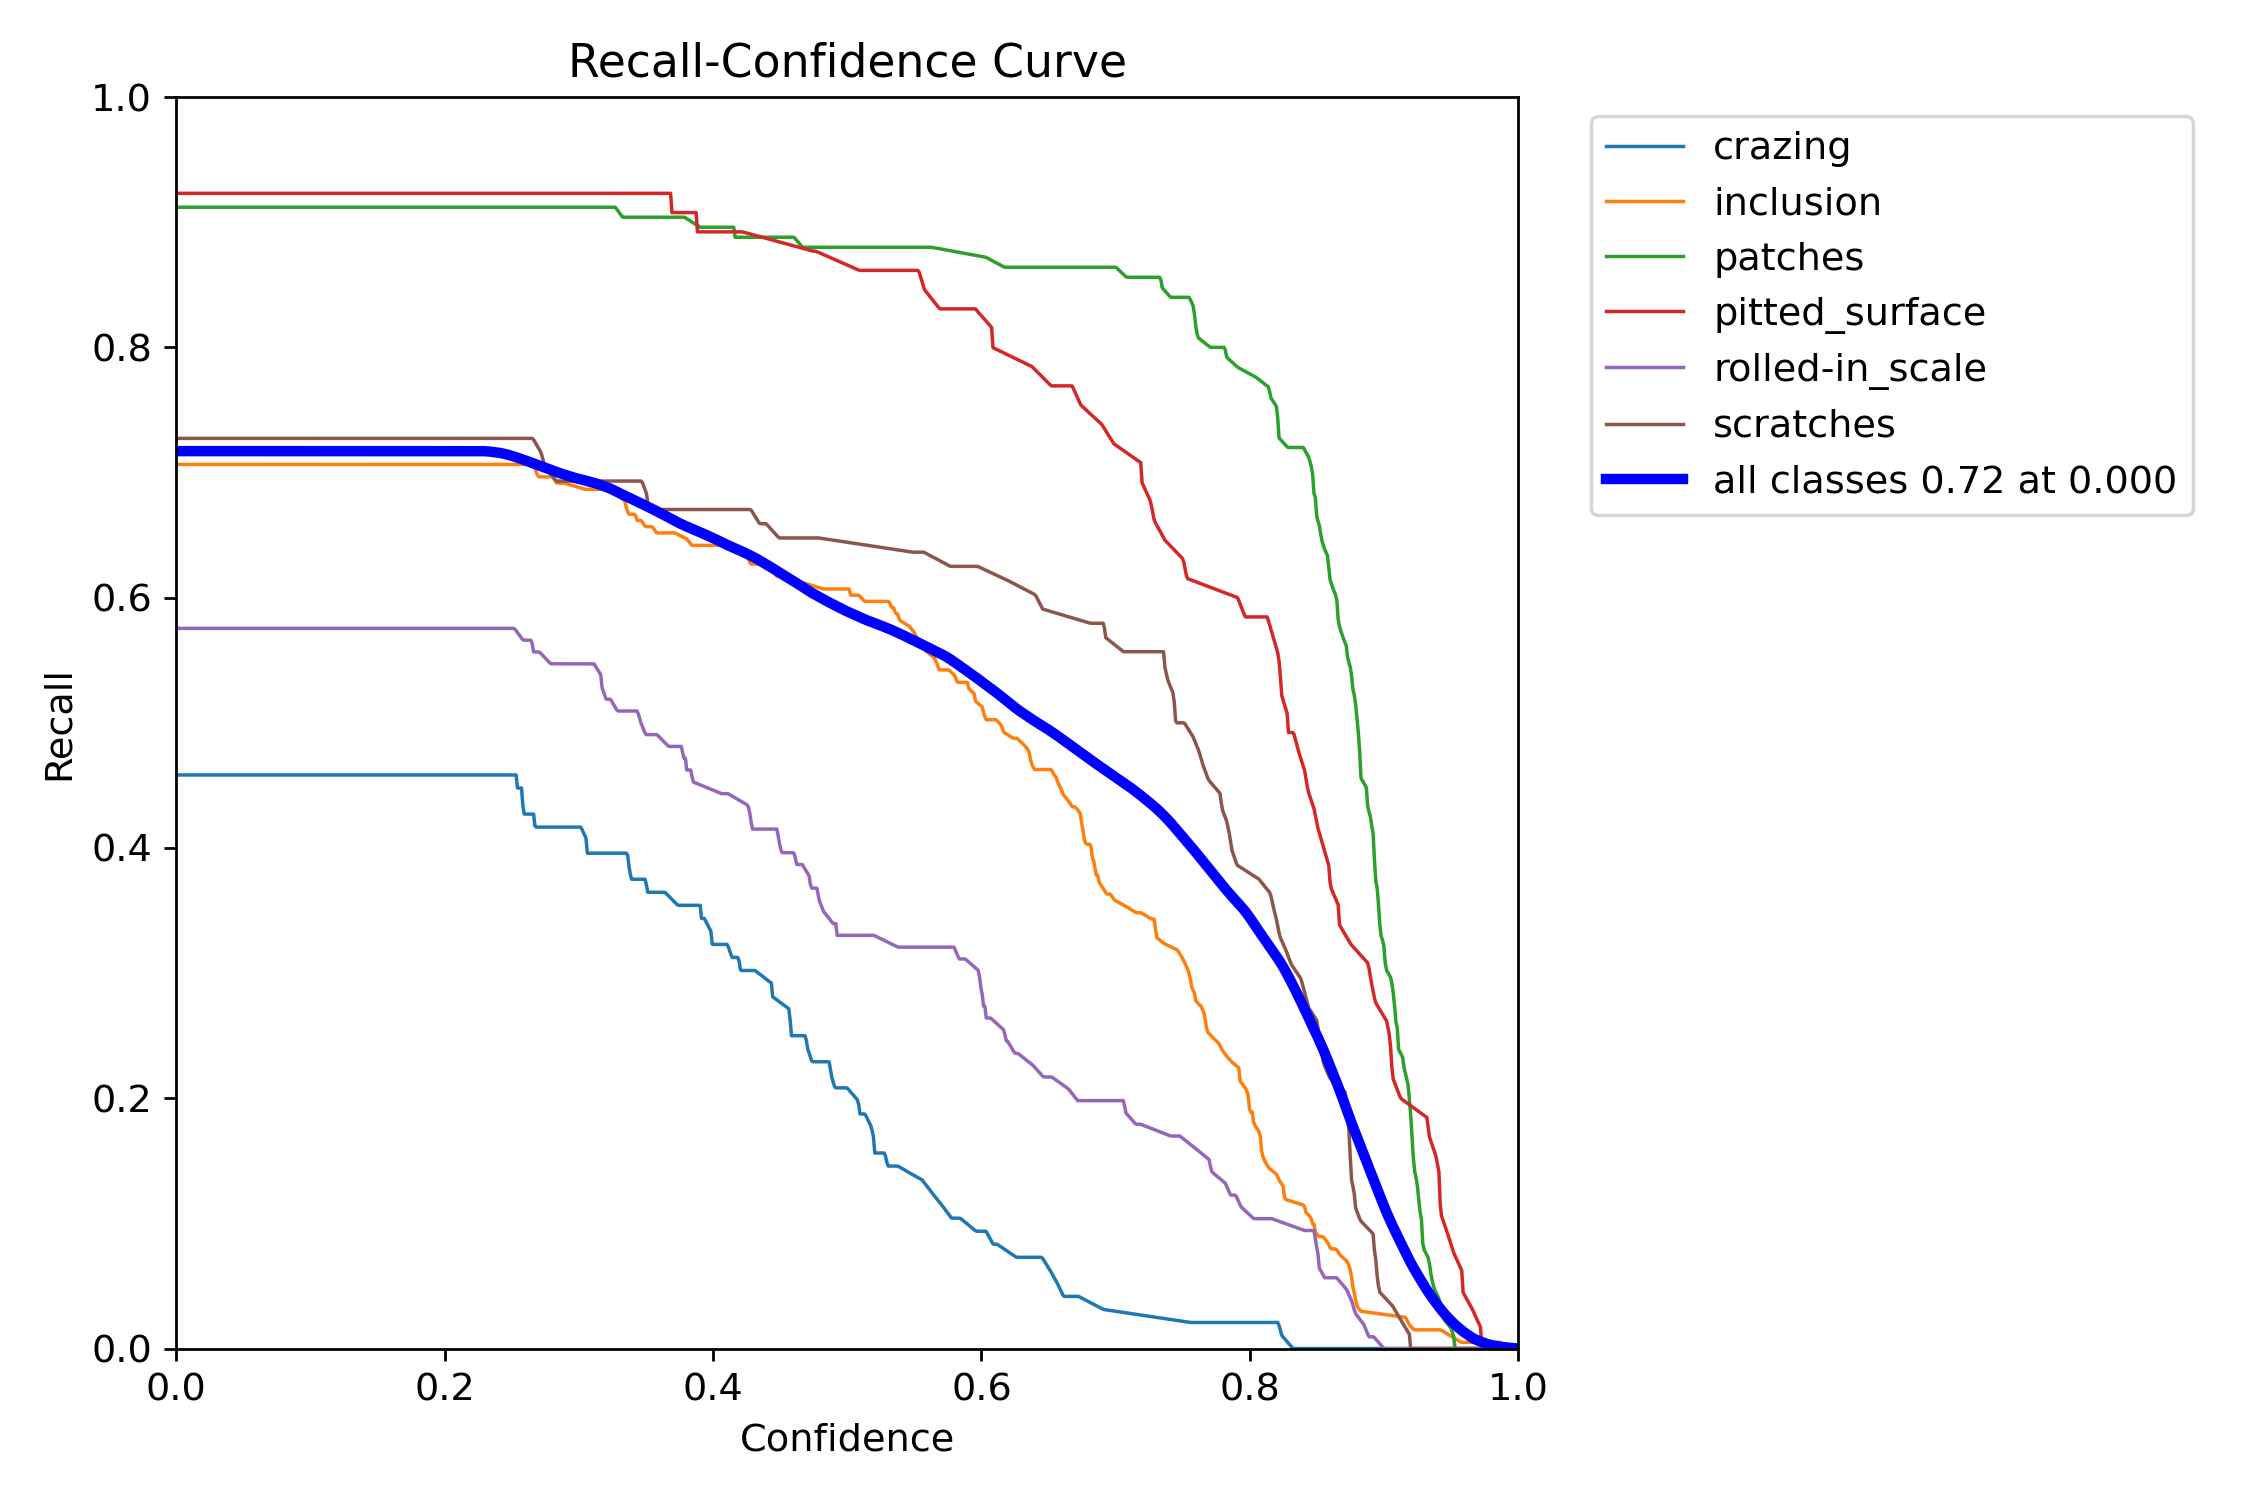 Recall-Confidence Curve
1.0
0.8
0.6
0.4
0.2
0.0
Recall
0.0 0.2 0.4 0.6 0.8 1.0
Confidence
crazing
inclusion
patches
pitted_surface
rolled-in_scale
scratches
all classes 0.72 at 0.000